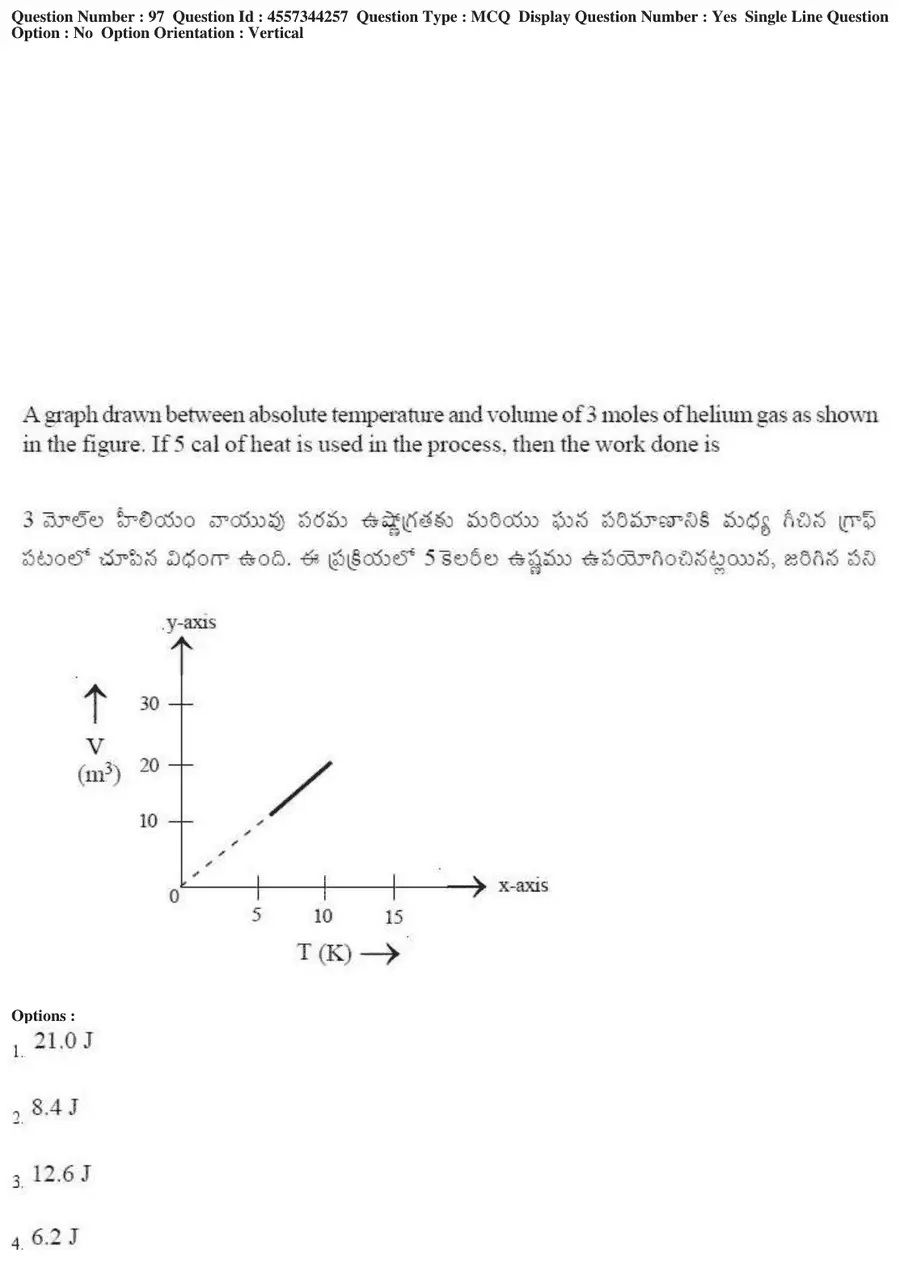 Question Number : 97 Question Id : 4557344257 Question Type : MCQ Display Question Number : Yes Single Line Question
Option : No Option Orientation : Vertical
A graph drawn between absolute temperature and volume of 3 moles of helium gas as shown
in the figure. If 5 cal of heat is used in the process, then the work done is
3 మోల్‌ల హీలియం వాయువు పరమ ఉష్ణోగ్రతకు మరియు ఘన పరిమాణానికి మధ్య గీచిన గ్రాఫ్
పటంలో చూపిన విధంగా ఉంది. ఈ ప్రక్రియలో 5 కెలరీల ఉష్ణము ఉపయోగించినట్లయిన, జరిగిన పని
y-axis
30
V
(m³)
20
10
0
x-axis
5 10 15
T (K)
Options :
1. 21.0 J
2. 8.4 J
3. 12.6 J
4. 6.2 J